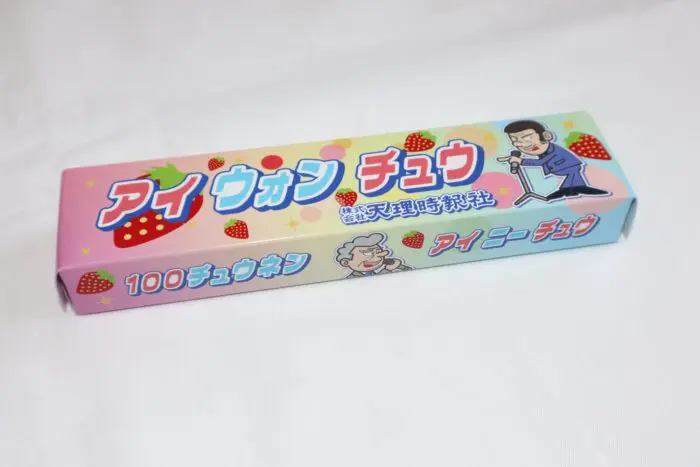 アイ ウォン チュウ
株式会社 天理時報社
100チュウネン
アイ ニー チュウ